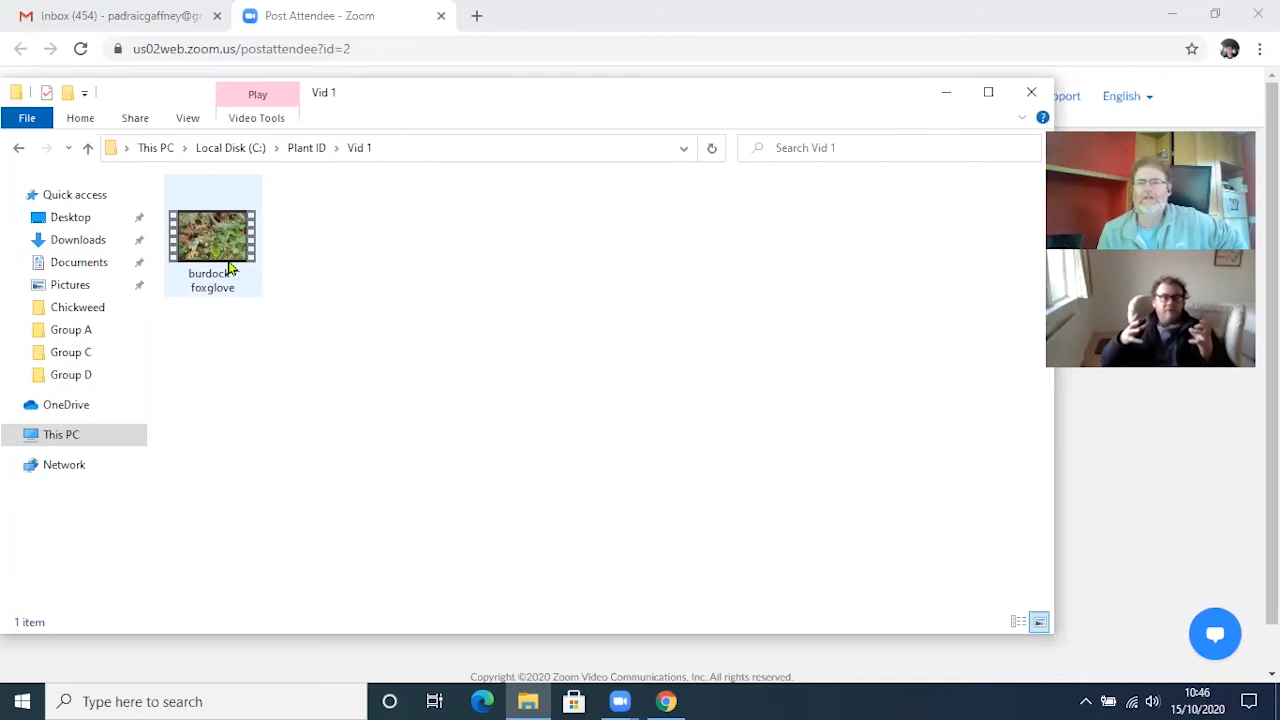 Inbox (454) - padraicgaffney@g
Post Attendee - Zoom
us02web.zoom.us/postattendee?id=2
Play
Vid 1
pport
English
File
Home
Share
View
Video Tools
This PC
Local Disk (C:)
Plant ID
Vid 1
Search Vid 1
Quick access
Desktop
Downloads
Documents
Pictures
Chickweed
Group A
Group C
Group D
OneDrive
This PC
Network
burdock
foxglove
1 item
Copyright ©2020 Zoom Video Communications, Inc. All rights reserved.
Type here to search
10:46
15/10/2020